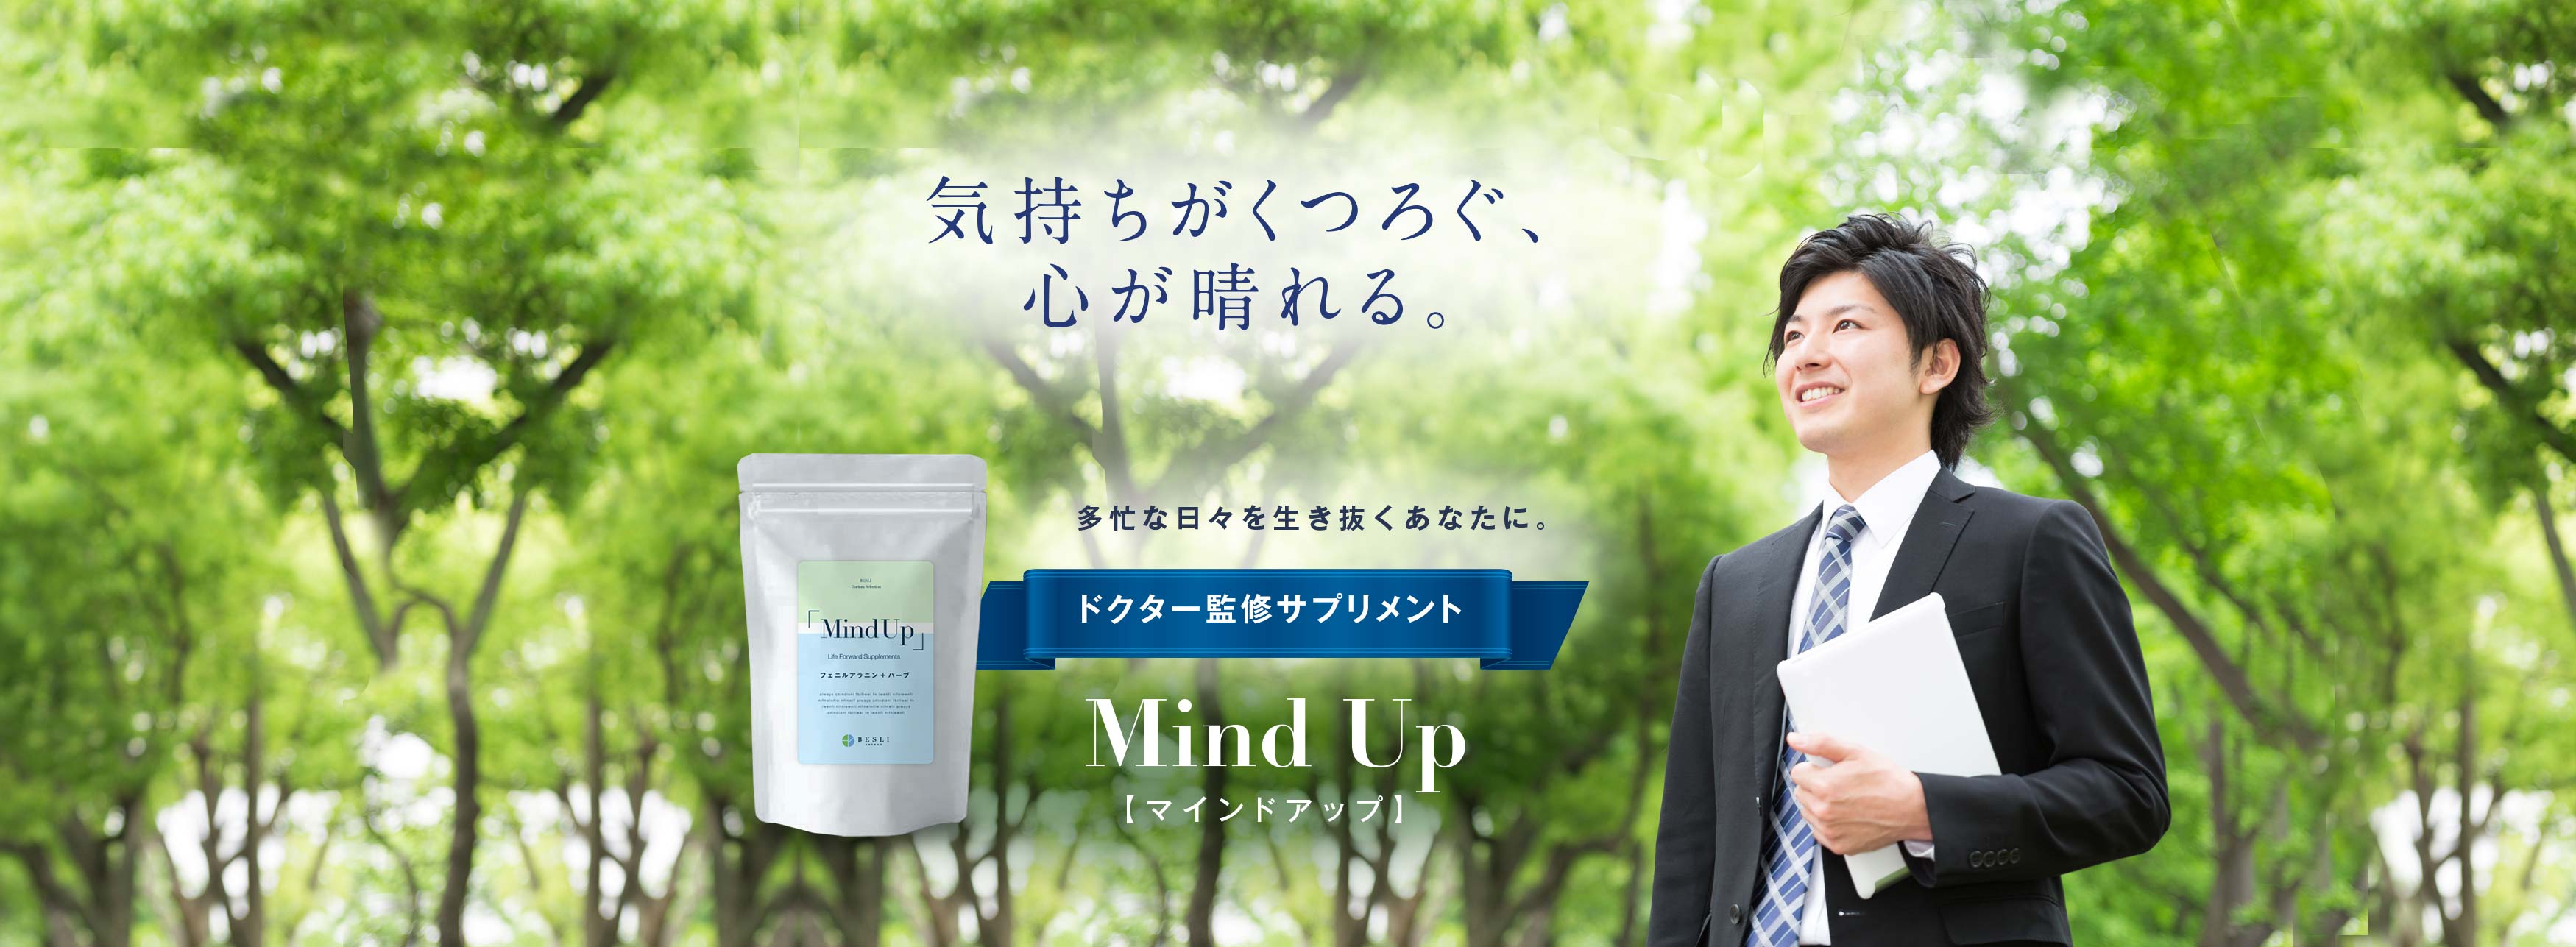 気持ちがくつろぐ、
心が晴れる。
多忙な日々を生き抜くあなたに。
ドクター監修サプリメント
Mind Up
【マインドアップ】
BESLI
Doctors Selection
「Mind Up」
Life Forward Supplements
フェニルアラニン+ハーブ
BESLI